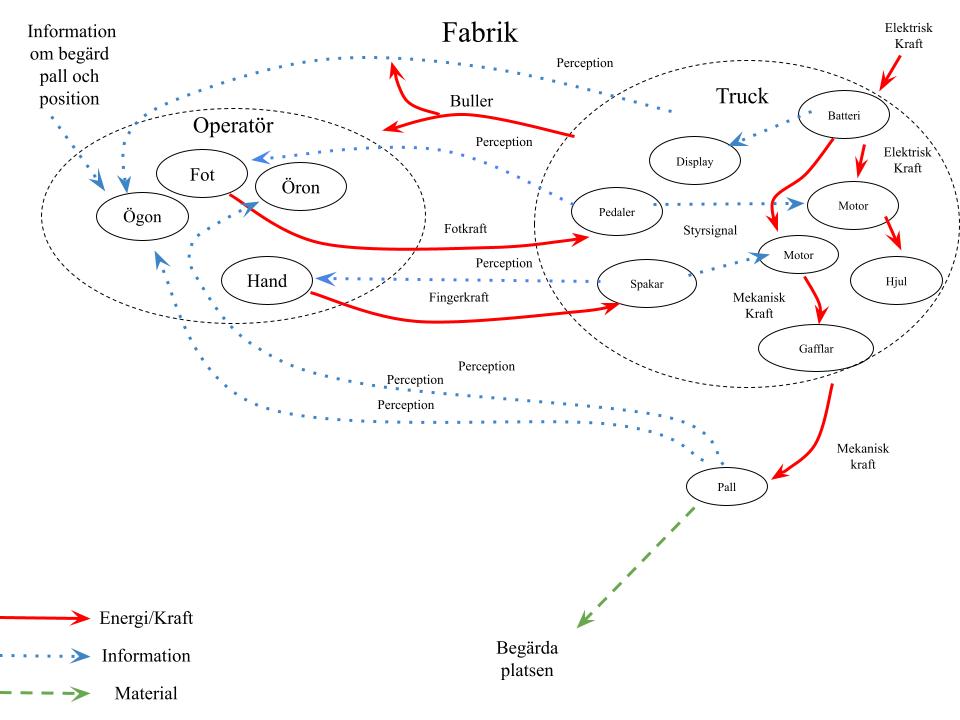 Fabrik
Information
om begärd
pall och
position
Elektrisk
Kraft
Perception
Truck
Buller
Batteri
Operatör
Perception
Display
Elektrisk
Kraft
Fot
Öron
Ögon
Pedaler
Motor
Fotkraft
Styrsignal
Motor
Perception
Hand
Spakar
Hjul
Fingerkraft
Mekanisk
Kraft
Gafflar
Perception
Perception
Perception
Mekanisk
kraft
Pall
Energi/Kraft
Information
Material
Begärda
platsen